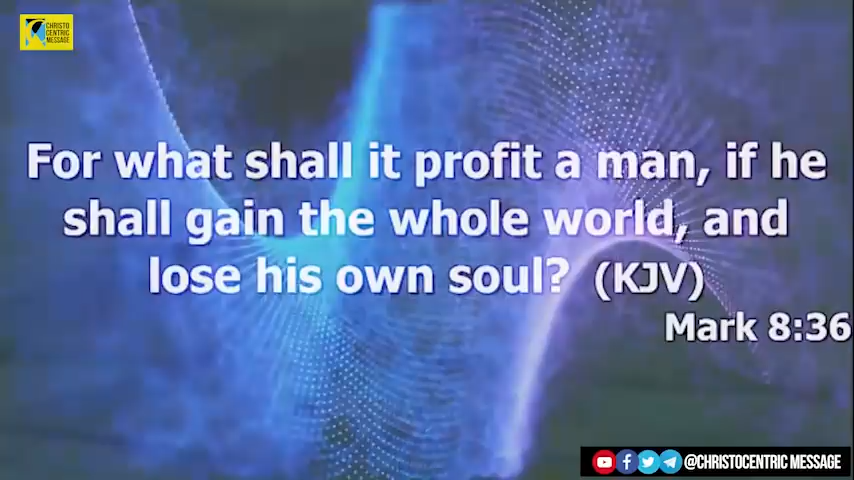 CHRISTO
CENTRIC
MESSAGE
For what shall it profit a man, if he
shall gain the whole world, and
lose his own soul? (KJV)
Mark 8:36
@CHRISTOCENTRIC MESSAGE